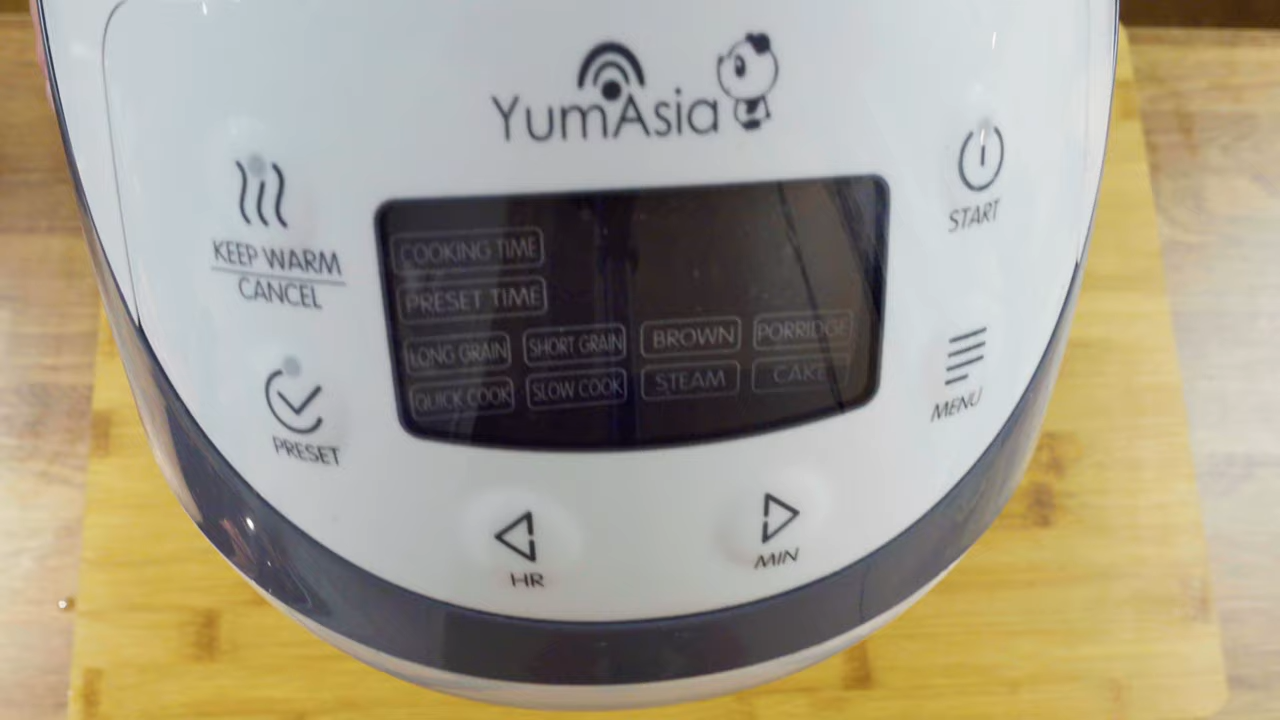 YumAsia
KEEP WARM
CANCEL
START
COOKING TIME
PRESET TIME
LONG GRAIN SHORT GRAIN BROWN PORRIDGE
QUICK COOK SLOW COOK STEAM CAKE
PRESET
MENU
HR
MIN